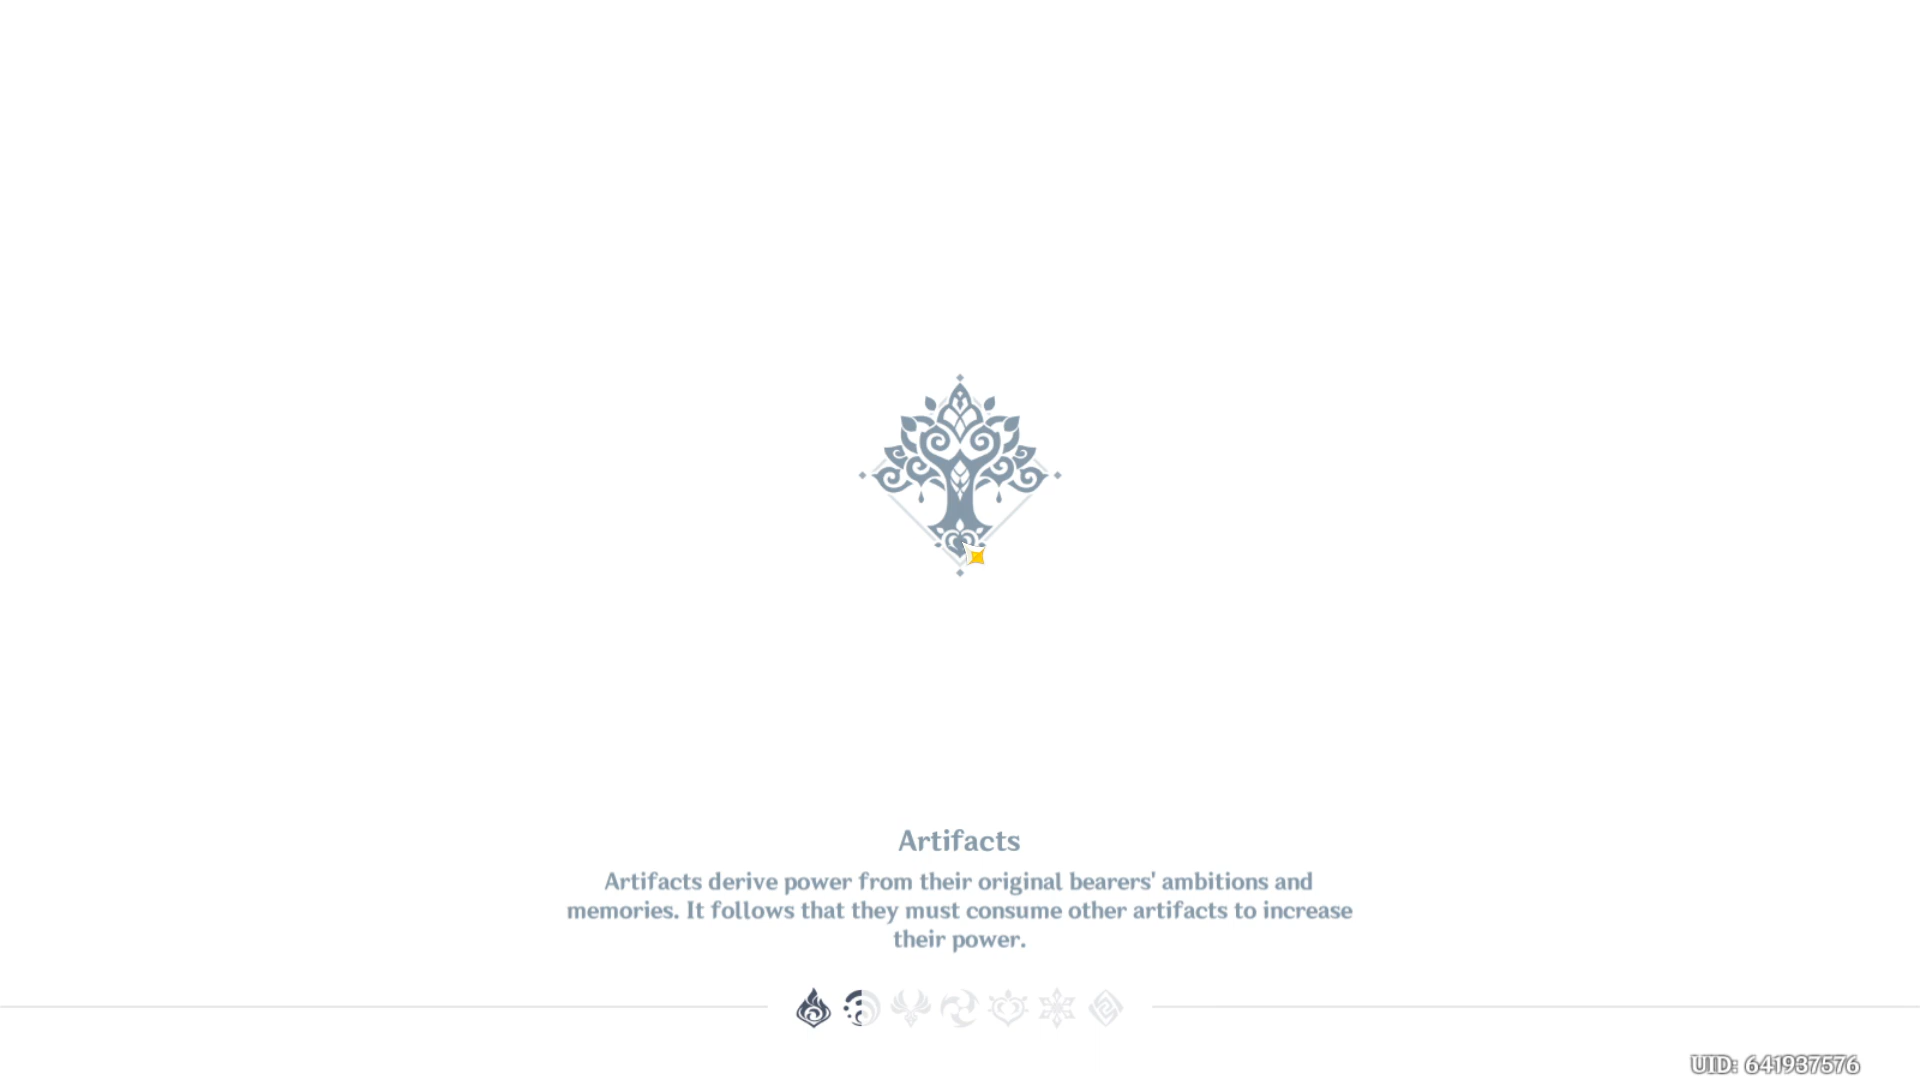 Artifacts
Artifacts derive power from their original bearers' ambitions and
memories. It follows that they must consume other artifacts to increase
their power.
UID: 641937576